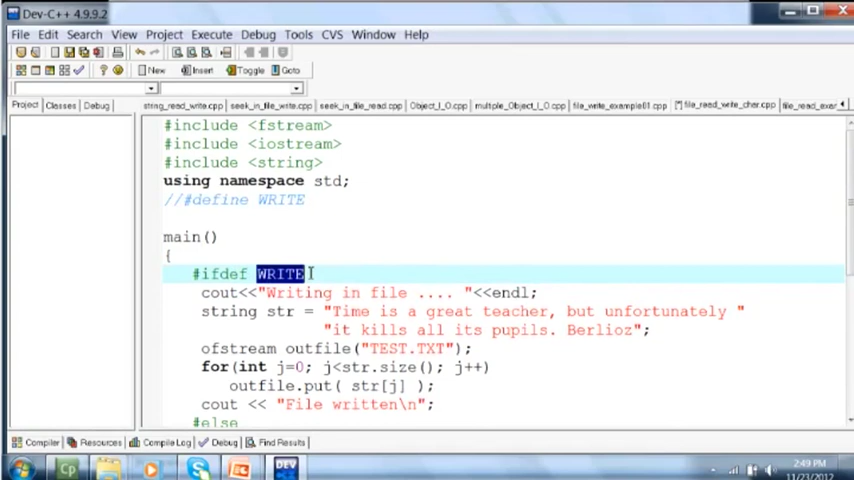 Dev-C++ 4.9.9.2
File Edit Search View Project Execute Debug Tools CVS Window Help
New Insert Toggle Goto
Project Classes Debug string_read_write.cpp seek_in_file_write.cpp seek_in_file_read.cpp Object_I_O.cpp multiple_Object_I_O.cpp file_write_example01.cpp [*] file_read_write_char.cpp file_read_exar
#include <fstream>
#include <iostream>
#include <string>
using namespace std;
//#define WRITE
main()
{
#ifdef WRITE
cout<<"Writing in file .... "<<endl;
string str = "Time is a great teacher, but unfortunately "
"it kills all its pupils. Berlioz";
ofstream outfile("TEST.TXT");
for(int j=0; j<str.size(); j++)
outfile.put( str[j] );
cout << "File written\n";
#else
Compiler Resources Compile Log Debug Find Results
Cp DEV
2:49 PM
11/23/2012